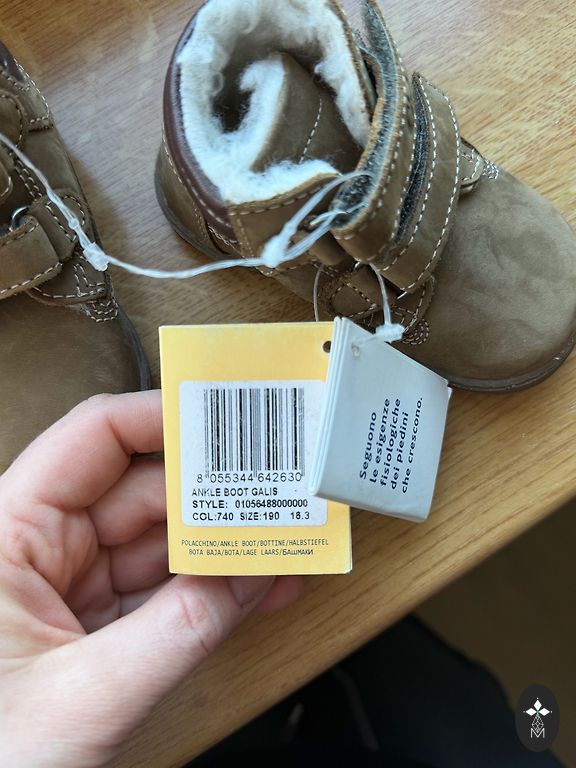 8 055344 642630
ANKLE BOOT GALIS
STYLE: 01056488000000
COL:740 SIZE:190 18.3
POLACCHINO/ANKLE BOOT/BOTTINE/HALBSTIEFEL
BOTA BAJA/BOTA/LAGE LAARS/БАШМАКИ
Seguono
le esigenze
fisiologiche
dei piedini
che crescono.
M